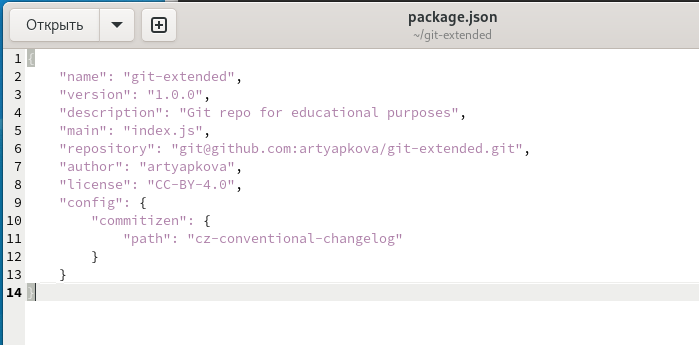 Открыть
package.json
~/git-extended
1 {
2     "name": "git-extended",
3     "version": "1.0.0",
4     "description": "Git repo for educational purposes",
5     "main": "index.js",
6     "repository": "git@github.com:artyapkova/git-extended.git",
7     "author": "artyapkova",
8     "license": "CC-BY-4.0",
9     "config": {
10         "commitizen": {
11             "path": "cz-conventional-changelog"
12         }
13     }
14 }